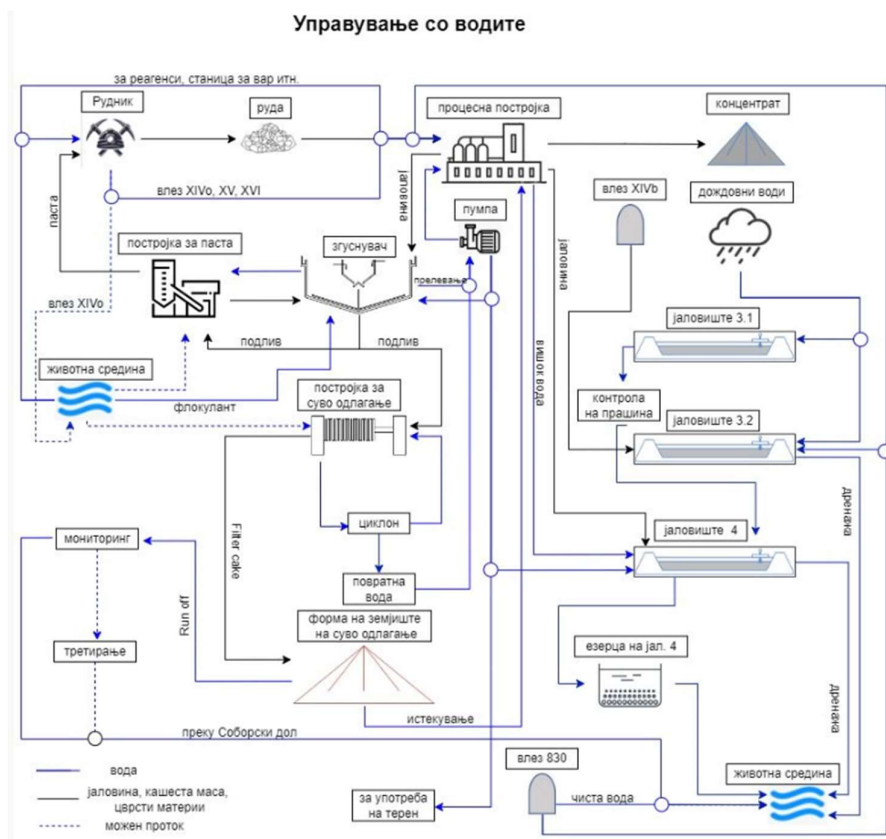 Управување со водите
за реагенси, станица за вар итн.
Рудник
руда
процесна постројка
концентрат
влез XIVo, XV, XVI
јаловина
влез XIVb
дождовни води
паста
пумпа
постројка за паста
згуснувач
прелевање
јаловина
влез XIVo
јаловиште 3.1
подлив
подлив
вишок вода
животна средина
флокулант
постројка за
суво одлагање
контрола
на прашина
јаловиште 3.2
дренажа
Filter cake
циклон
мониторинг
јаловиште 4
повратна
вода
Run off
форма на земјиште
на суво одлагање
третирање
езерца на јал. 4
дренажа
истекување
преку Соборски дол
влез 830
вода
јаловина, кашеста маса,
цврсти материи
можен проток
за употреба
на терен
чиста вода
животна средина